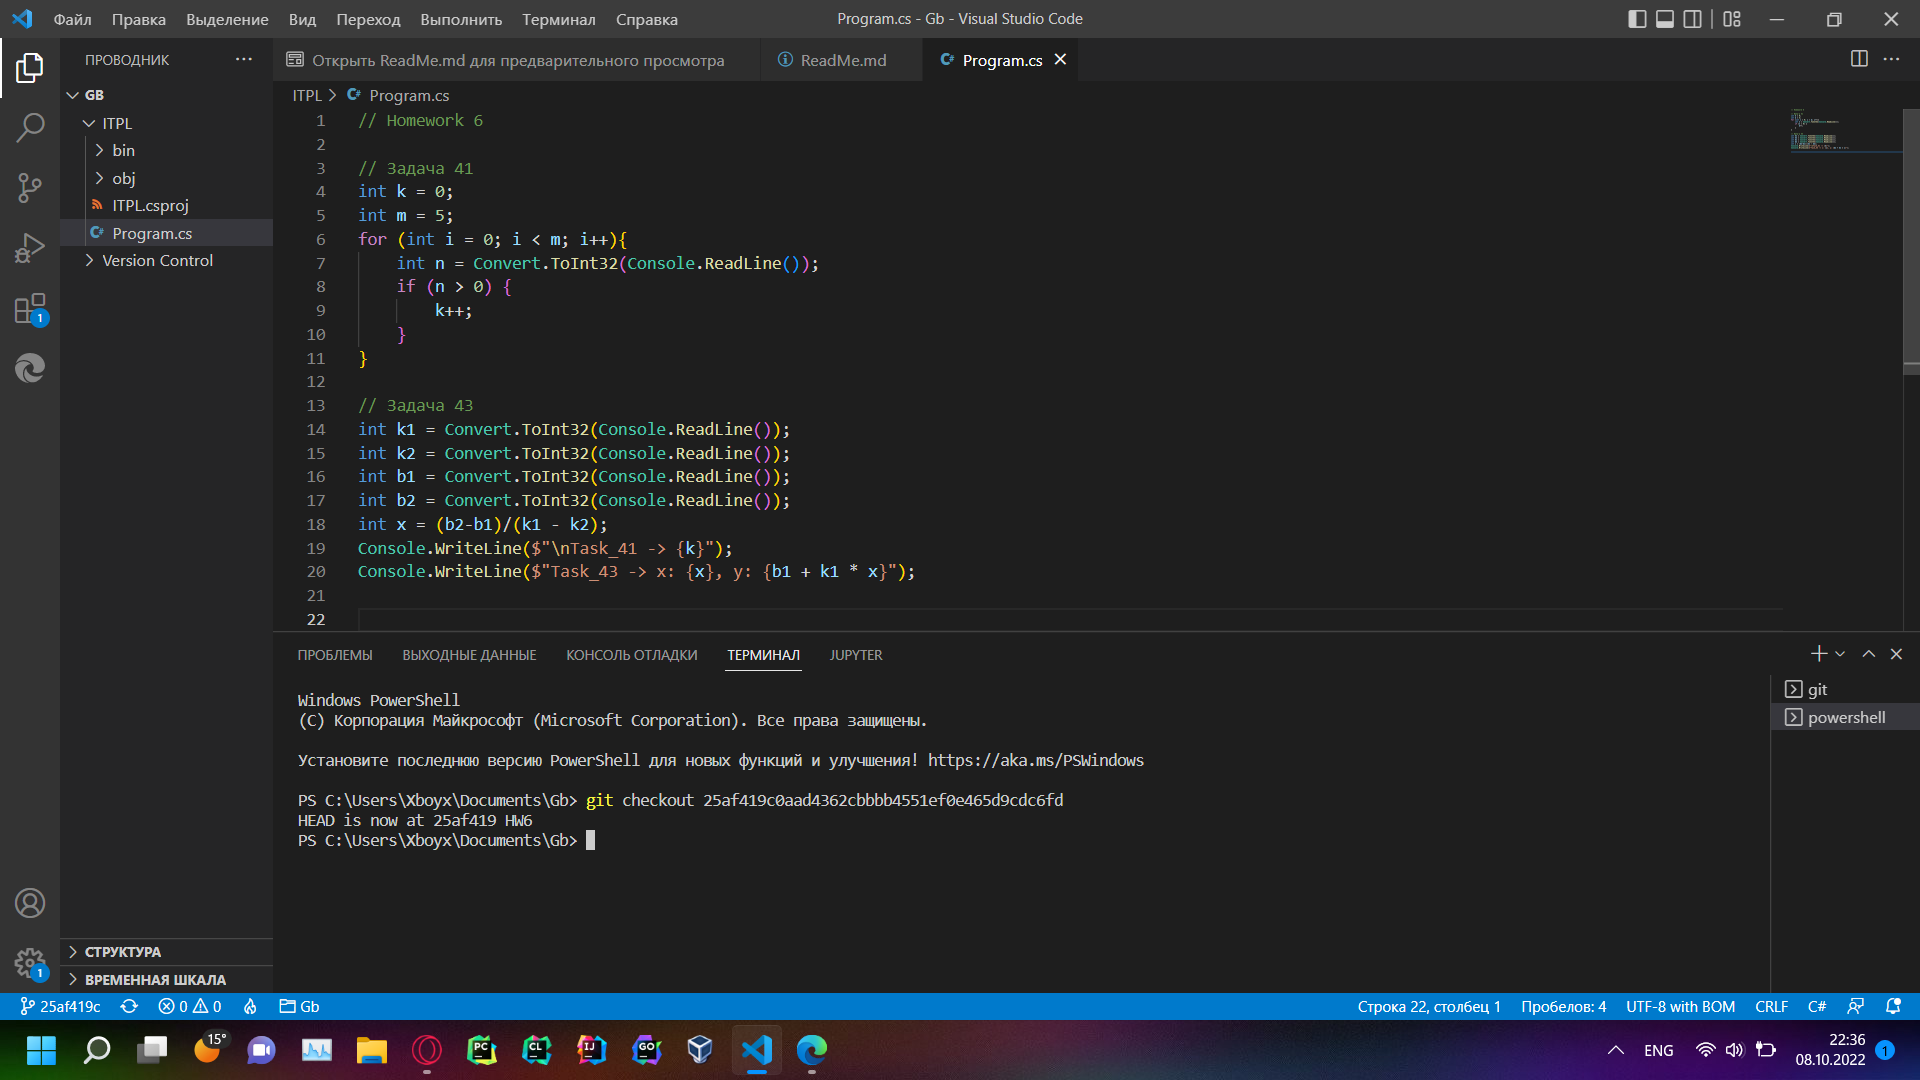 Файл Правка Выделение Вид Переход Выполнить Терминал Справка
Program.cs - Gb - Visual Studio Code
ПРОВОДНИК
GB
ITPL
bin
obj
ITPL.csproj
Program.cs
Version Control
СТРУКТУРА
ВРЕМЕННАЯ ШКАЛА
Открыть ReadMe.md для предварительного просмотра
ReadMe.md
Program.cs
ITPL > Program.cs
1 // Homework 6
2
3 // Задача 41
4 int k = 0;
5 int m = 5;
6 for (int i = 0; i < m; i++){
7 int n = Convert.ToInt32(Console.ReadLine());
8 if (n > 0) {
9 k++;
10 }
11 }
12
13 // Задача 43
14 int k1 = Convert.ToInt32(Console.ReadLine());
15 int k2 = Convert.ToInt32(Console.ReadLine());
16 int b1 = Convert.ToInt32(Console.ReadLine());
17 int b2 = Convert.ToInt32(Console.ReadLine());
18 int x = (b2-b1)/(k1 - k2);
19 Console.WriteLine($"\nTask_41 -> {k}");
20 Console.WriteLine($"Task_43 -> x: {x}, y: {b1 + k1 * x}");
21
22
ПРОБЛЕМЫ ВЫХОДНЫЕ ДАННЫЕ КОНСОЛЬ ОТЛАДКИ ТЕРМИНАЛ JUPYTER
Windows PowerShell
(C) Корпорация Майкрософт (Microsoft Corporation). Все права защищены.
Установите последнюю версию PowerShell для новых функций и улучшения! https://aka.ms/PSWindows
PS C:\Users\Xboyx\Documents\Gb> git checkout 25af419c0aad4362cbbbb4551ef0e465d9cdc6fd
HEAD is now at 25af419 HW6
PS C:\Users\Xboyx\Documents\Gb>
git
powershell
1
1
25af419c 0 0 Gb
Строка 22, столбец 1 Пробелов: 4 UTF-8 with BOM CRLF C#
15°
PC CL IJ GO
ENG
22:36
08.10.2022
1